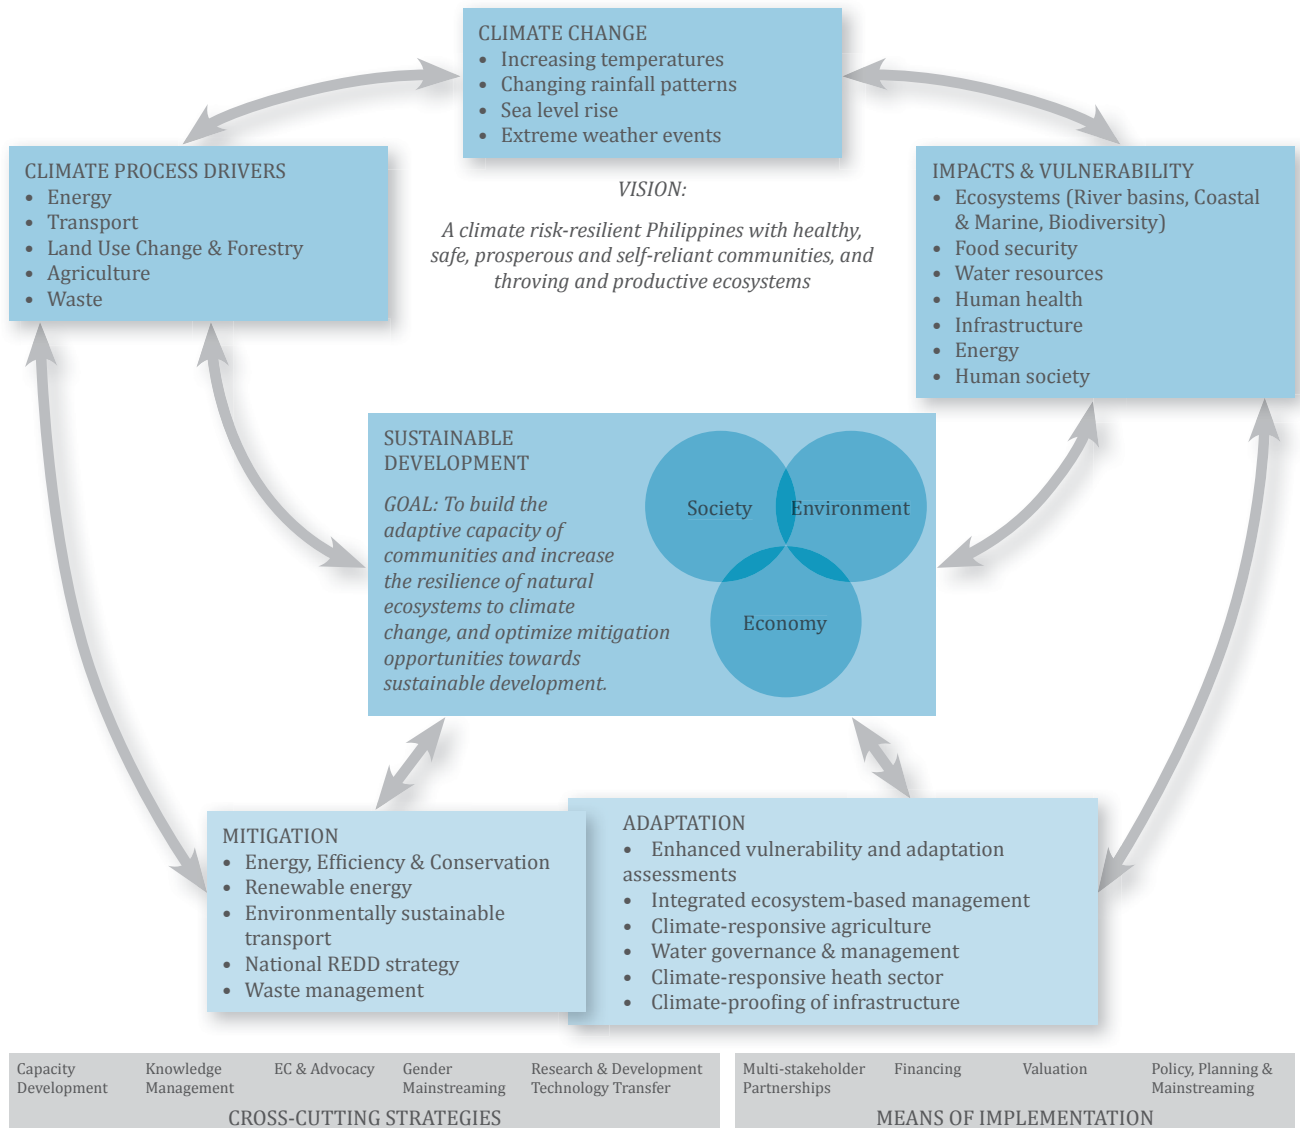 CLIMATE CHANGE
• Increasing temperatures
• Changing rainfall patterns
• Sea level rise
• Extreme weather events
CLIMATE PROCESS DRIVERS
• Energy
• Transport
• Land Use Change & Forestry
• Agriculture
• Waste
VISION:
A climate risk-resilient Philippines with healthy,
safe, prosperous and self-reliant communities, and
throving and productive ecosystems
IMPACTS & VULNERABILITY
• Ecosystems (River basins, Coastal
& Marine, Biodiversity)
• Food security
• Water resources
• Human health
• Infrastructure
• Energy
• Human society
SUSTAINABLE
DEVELOPMENT
GOAL: To build the
adaptive capacity of
communities and increase
the resilience of natural
ecosystems to climate
change, and optimize mitigation
opportunities towards
sustainable development.
Society
Environment
Economy
MITIGATION
• Energy, Efficiency & Conservation
• Renewable energy
• Environmentally sustainable
transport
• National REDD strategy
• Waste management
ADAPTATION
• Enhanced vulnerability and adaptation
assessments
• Integrated ecosystem-based management
• Climate-responsive agriculture
• Water governance & management
• Climate-responsive heath sector
• Climate-proofing of infrastructure
Capacity
Development
Knowledge
Management
EC & Advocacy
Gender
Mainstreaming
Research & Development
Technology Transfer
CROSS-CUTTING STRATEGIES
Multi-stakeholder
Partnerships
Financing
Valuation
Policy, Planning &
Mainstreaming
MEANS OF IMPLEMENTATION